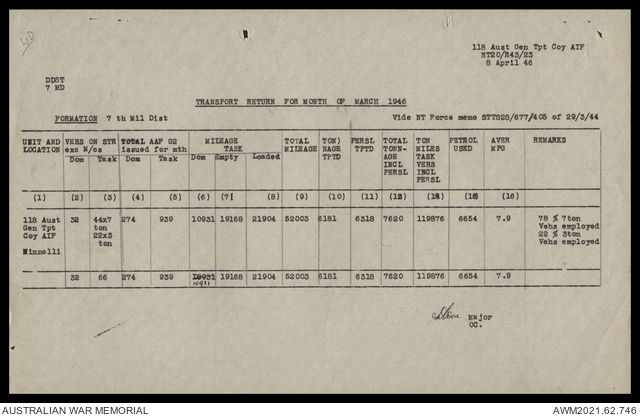 118 Aust Gen Tpt Coy AIF
NT20/R43/23
8 April 46
DDST
7 MD
TRANSPORT RETURN FOR MONTH OF MARCH 1946
FORMATION 7 th Mil Dist Vide NT Force memo STT828/677/405 of 29/3/44
UNIT AND LOCATION VEHS ON STR exc M/cs TOTAL AAF G2 issued for mth MILEAGE TASK TOTAL MILEAGE TON) NAGE TPTD PERSL TPTD TOTAL TONN- AGE INCL PERSL TON MILES TASK VEHS INCL PERSL PETROL USED AVER MPG REMARKS
Dom Task Dom Task Dom Empty Loaded
(1) (2) (3) (4) (5) (6) (7) (8) (9) (10) (11) (12) (14) (15) (16)
118 Aust 32 44x7 274 939 10931 19168 21904 52003 6181 6318 7620 119876 6654 7.9 78 % 7ton
Gen Tpt ton Vehs employed
Coy AIF 22x3 22 % 3ton
ton Vehs employed
Winnelli
32 66 274 939 10931 19168 21904 52003 6181 6318 7620 119876 6654 7.9
10931
Major
OC.
AUSTRALIAN WAR MEMORIAL AWM2021.62.746